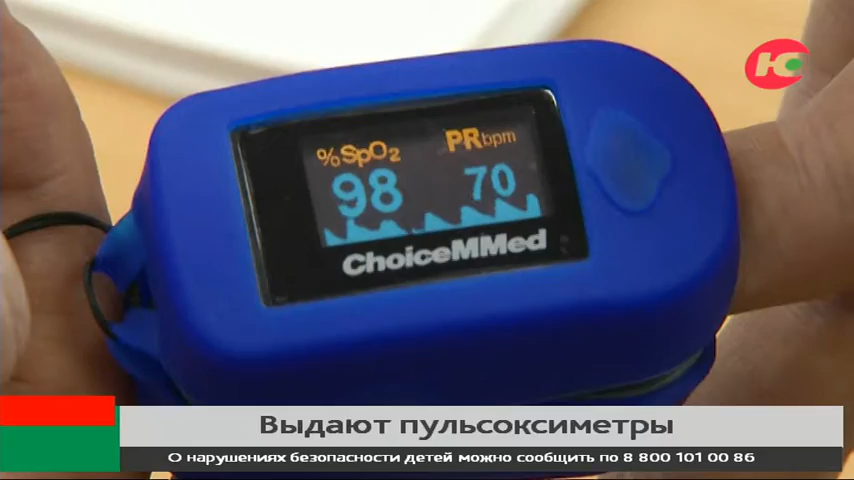 Ю
%SpO2
PRbpm
98
70
ChoiceMMed
Выдают пульсоксиметры
О нарушениях безопасности детей можно сообщить по 8 800 101 00 86